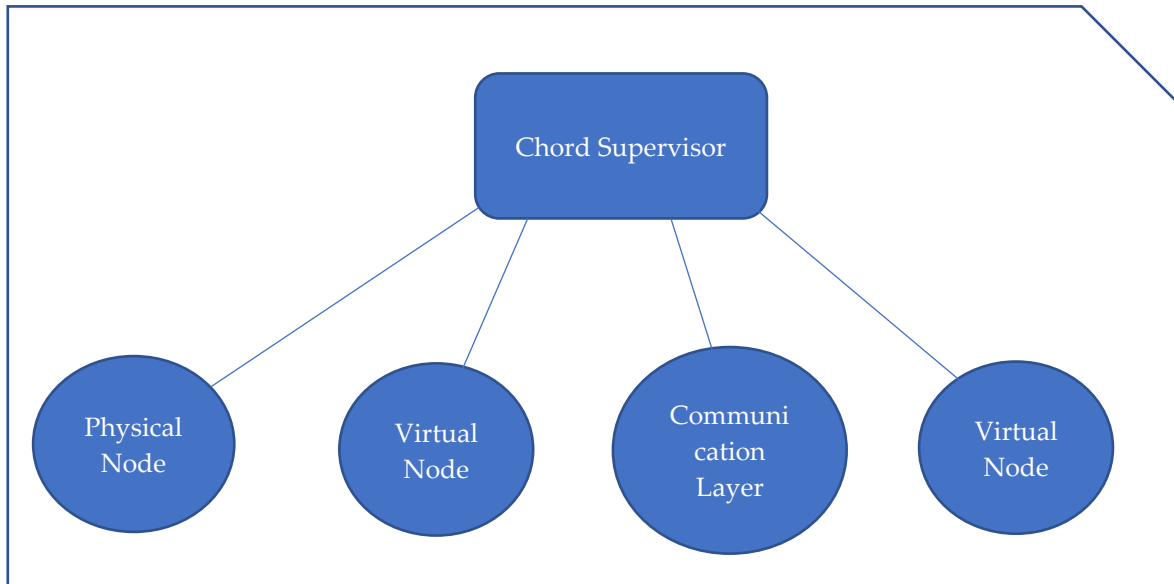 Chord Supervisor
Physical
Node
Virtual
Node
Communi
cation
Layer
Virtual
Node